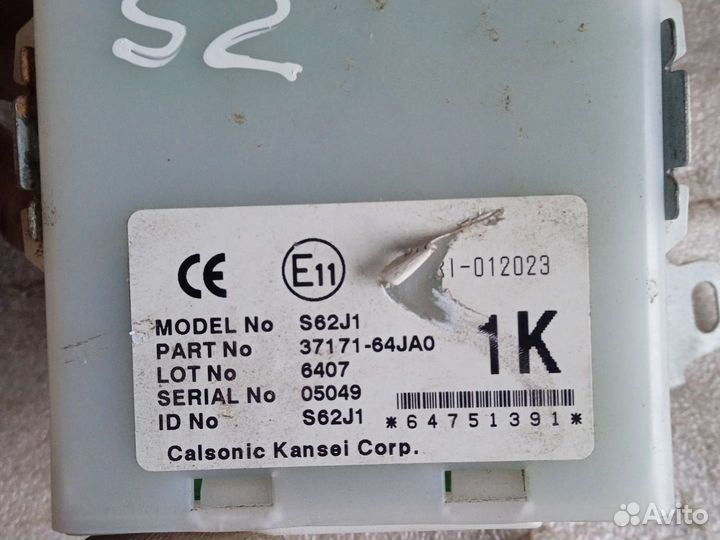 S2
CE E11 I-012023
MODEL No S62J1
PART No 37171-64JA0
LOT No 6407
SERIAL No 05049
ID No S62J1
1K
*64751391*
Calsonic Kansei Corp.
Avito